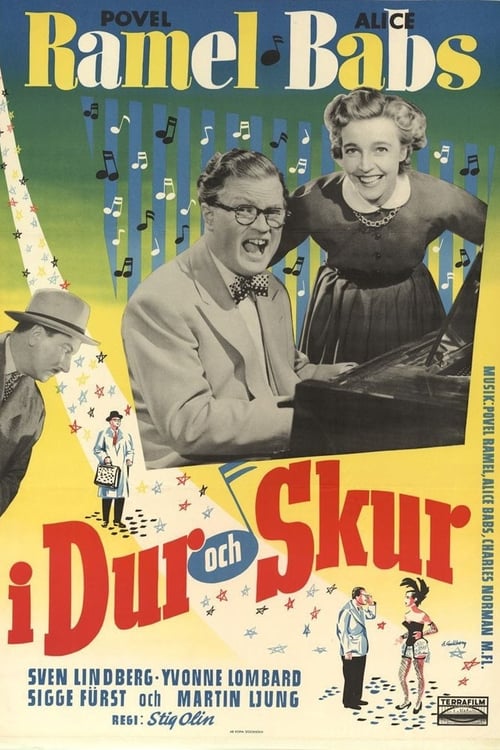 POVEL ALICE
Ramel · Babs
MUSIK: POVEL RAMEL, ALICE BABS, CHARLES NORMAN M.FL.
i Dur och Skur
SVEN LINDBERG · YVONNE LOMBARD
SIGGE FÜRST och MARTIN LJUNG
REGI: Stig Olin
TERRAFILM